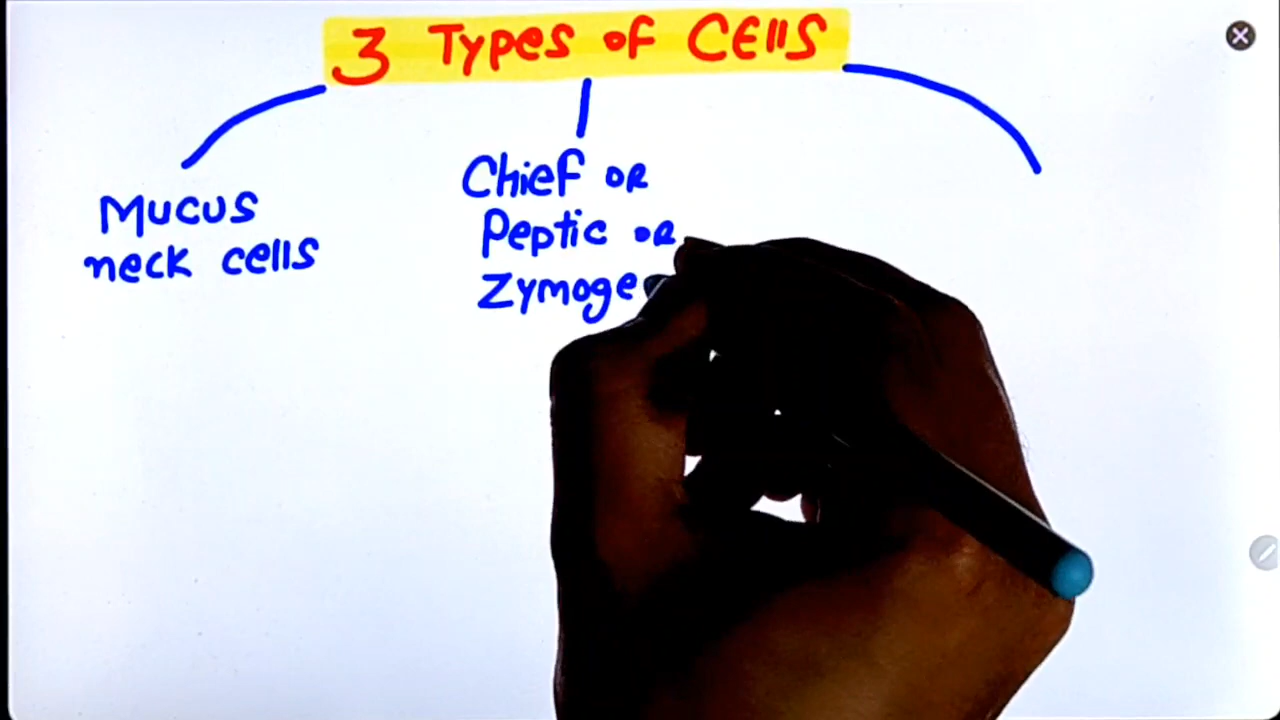 3 Types of Cells
Mucus
neck cells
Chief OR
Peptic OR